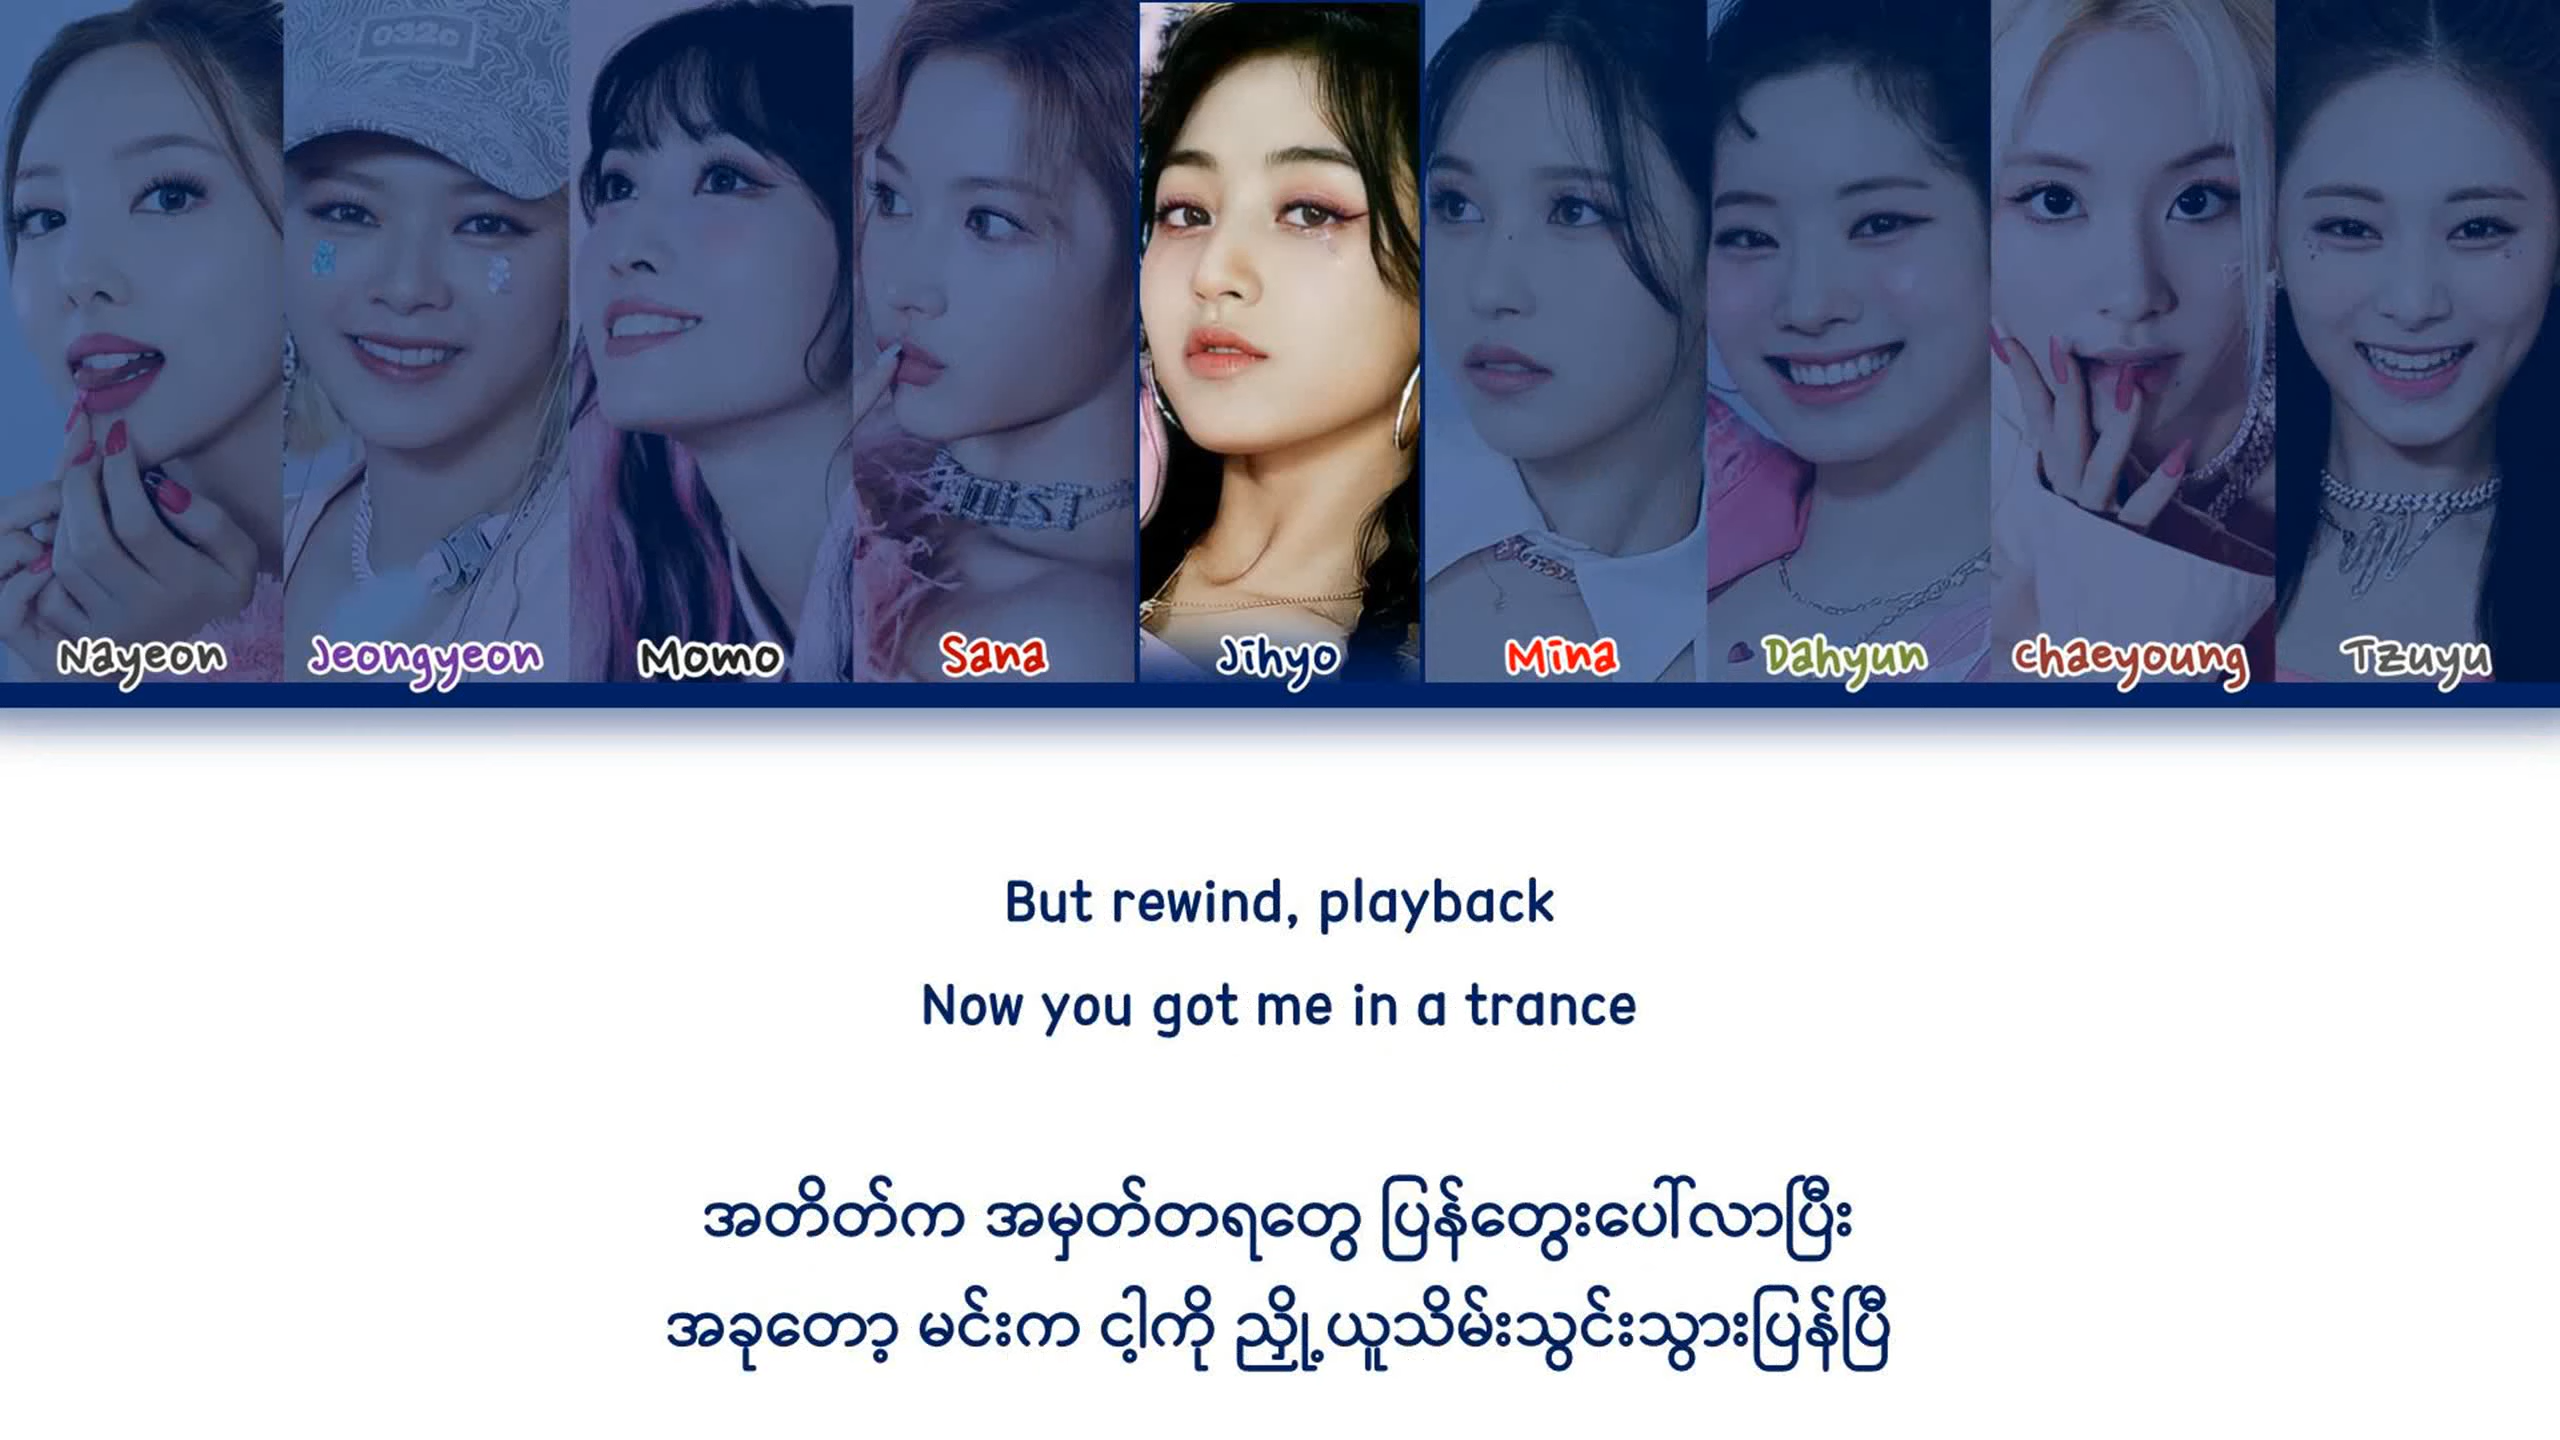 0320
Nayeon
Jeongyeon
Momo
Sana
Jihyo
Mina
Dahyun
Chaeyoung
Tzuyu
But rewind, playback
Now you got me in a trance
အတိတ်က အမှတ်တရတွေ ပြန်တွေးပေါ်လာပြီး
အခုတော့ မင်းက ငါ့ကို ညှို့ယူသိမ်းသွင်းသွားပြန်ပြီ